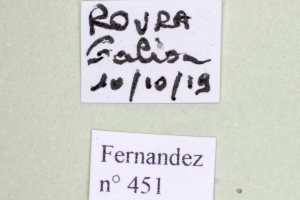 ROURA
Galion
10/10/19
Fernandez
n° 451